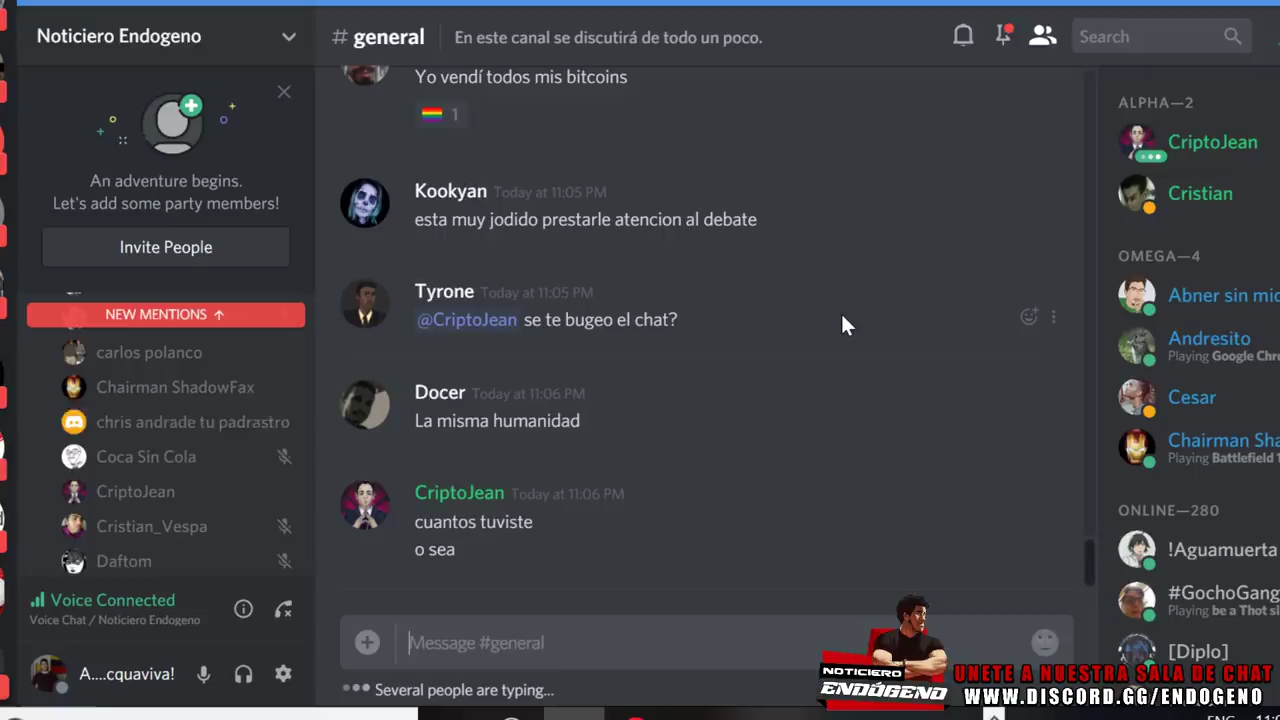 Noticiero Endogeno
# general
En este canal se discutirá de todo un poco.
Search
An adventure begins.
Let's add some party members!
Invite People
NEW MENTIONS ↑
carlos polanco
Chairman ShadowFax
chris andrade tu padrastro
Coca Sin Cola
CriptoJean
Cristian_Vespa
Daftom
Voice Connected
Voice Chat / Noticiero Endogeno
A....cquaviva!
Yo vendí todos mis bitcoins
1
Kookyan Today at 11:05 PM
esta muy jodido prestarle atencion al debate
Tyrone Today at 11:05 PM
@CriptoJean se te bugeo el chat?
Docer Today at 11:06 PM
La misma humanidad
CriptoJean Today at 11:06 PM
cuantos tuviste
o sea
Message #general
Several people are typing...
ALPHA—2
CriptoJean
Cristian
OMEGA—4
Abner sin mic
Andresito
Playing Google Chro
Cesar
Chairman Sha
Playing Battlefield 1
ONLINE—280
!Aguamuerta
#GochoGang
Playing be a Thot si
[Diplo]
NOTICIERO
ENDÓGENO
UNETE A NUESTRA SALA DE CHAT
WWW.DISCORD.GG/ENDOGENO
ENG